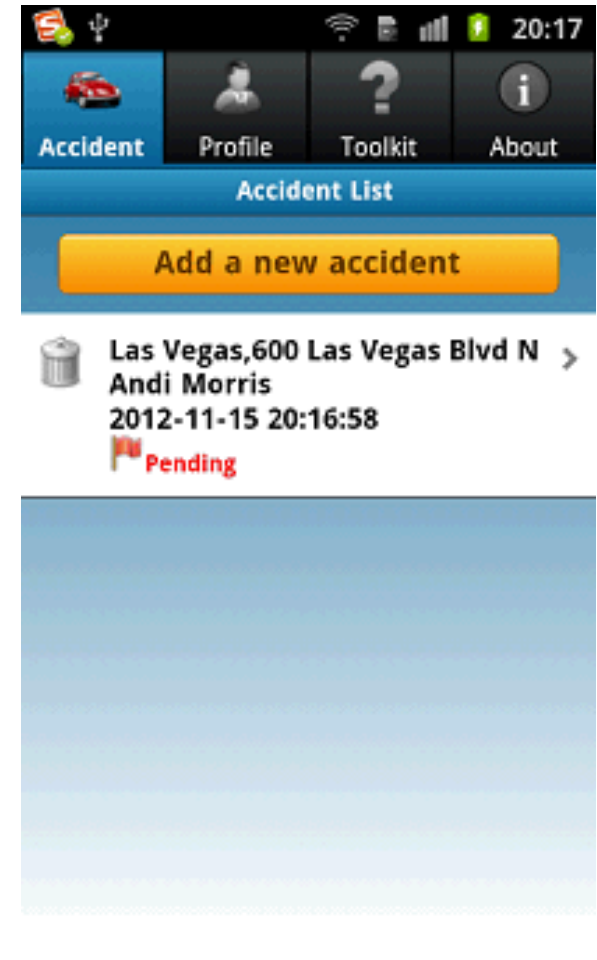 20:17
Accident Profile Toolkit About
Accident List
Add a new accident
Las Vegas,600 Las Vegas Blvd N
Andi Morris
2012-11-15 20:16:58
Pending